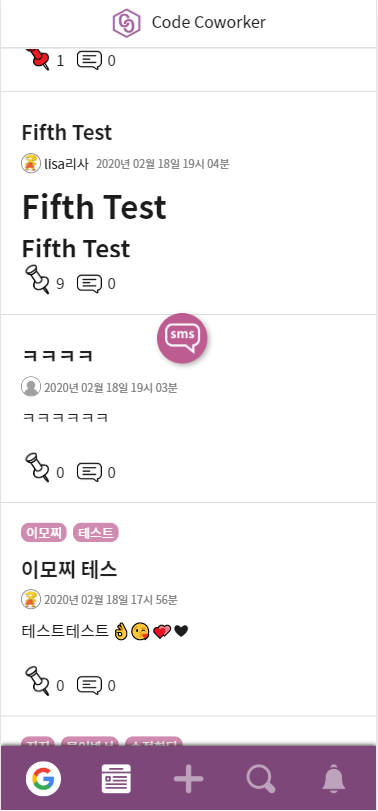 Code Coworker
1 0
Fifth Test
lisa리사 2020년 02월 18일 19시 04분
Fifth Test
Fifth Test
9 0
sms
ㅋㅋㅋㅋ
2020년 02월 18일 19시 03분
ㅋㅋㅋㅋㅋㅋ
0 0
이모찌 테스트
이모찌 테스
2020년 02월 18일 17시 56분
테스트테스트 👌😘💕🖤
0 0
G